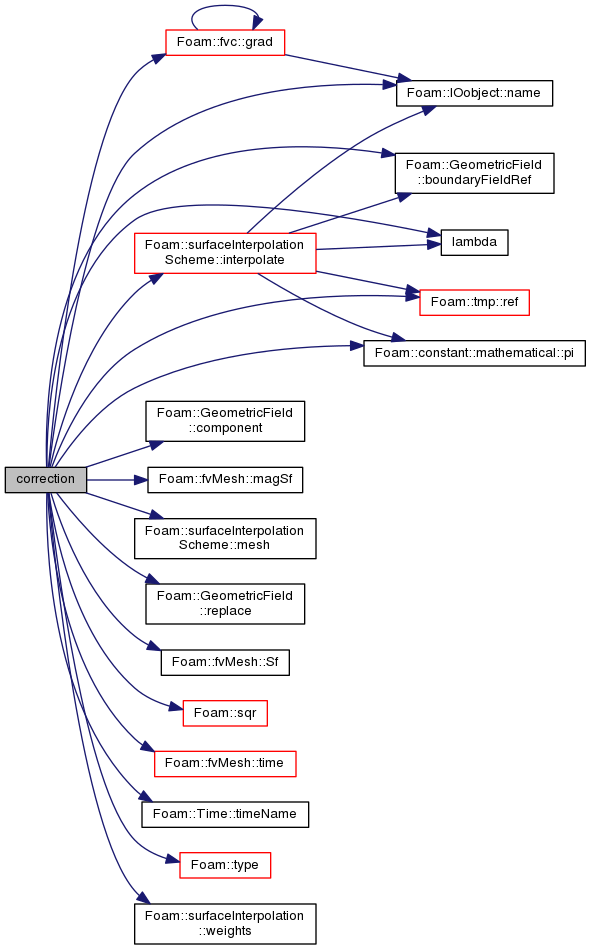 Foam::fvc::grad
Foam::IOobject::name
Foam::GeometricField
::boundaryFieldRef
lambda
Foam::surfaceInterpolation
Scheme::interpolate
Foam::tmp::ref
Foam::constant::mathematical::pi
Foam::GeometricField
::component
correction
Foam::fvMesh::magSf
Foam::surfaceInterpolation
Scheme::mesh
Foam::GeometricField
::replace
Foam::fvMesh::Sf
Foam::sqr
Foam::fvMesh::time
Foam::Time::timeName
Foam::type
Foam::surfaceInterpolation
::weights